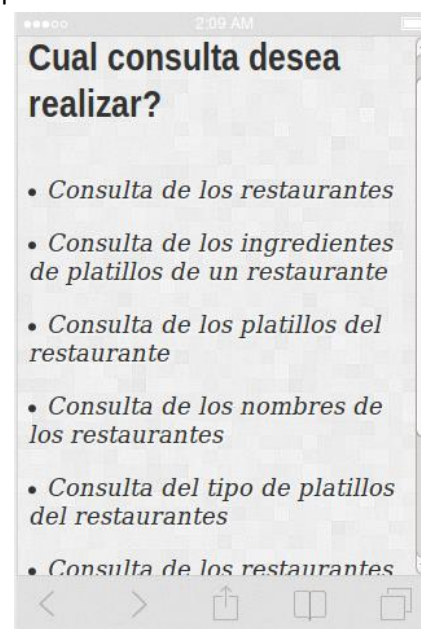 2:09 AM
Cual consulta desea
realizar?
• Consulta de los restaurantes
• Consulta de los ingredientes
de platillos de un restaurante
• Consulta de los platillos del
restaurante
• Consulta de los nombres de
los restaurantes
• Consulta del tipo de platillos
del restaurantes
• Consulta de los restaurantes